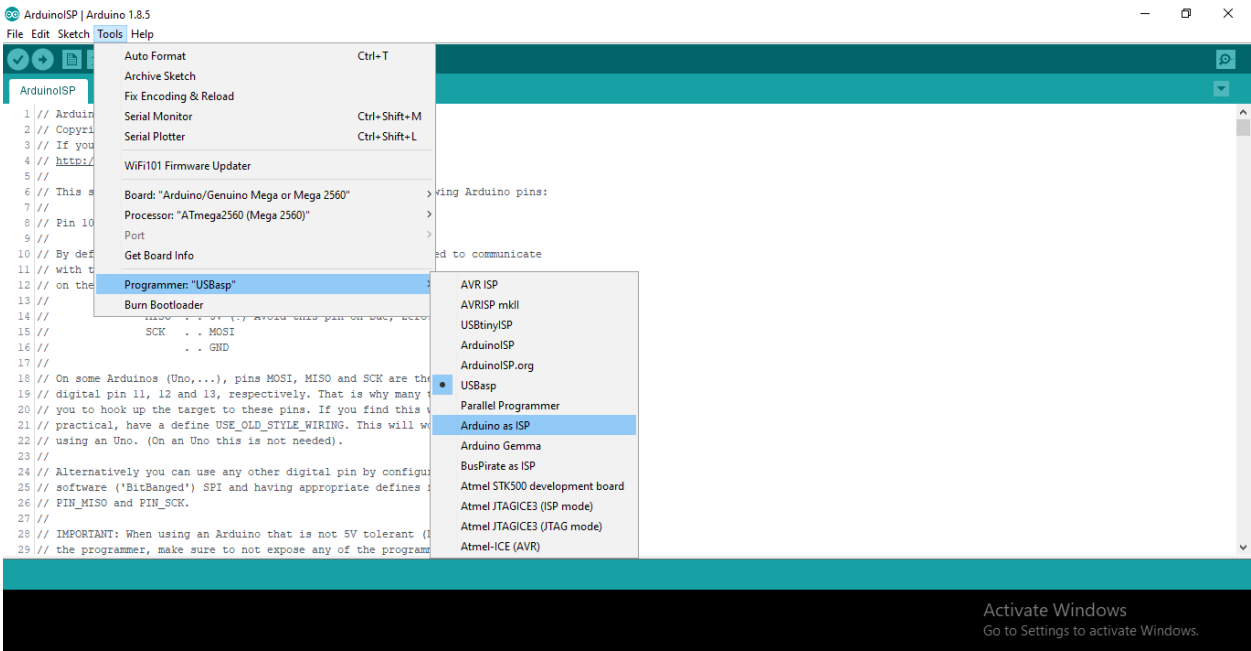 ArduinoISP | Arduino 1.8.5
File Edit Sketch Tools Help
Auto Format Ctrl+T
Archive Sketch
Fix Encoding & Reload
Serial Monitor Ctrl+Shift+M
Serial Plotter Ctrl+Shift+L
WiFi101 Firmware Updater
Board: "Arduino/Genuino Mega or Mega 2560"
Processor: "ATmega2560 (Mega 2560)"
Port
Get Board Info
Programmer: "USBasp"
Burn Bootloader
AVR ISP
AVRISP mkII
USBtinyISP
ArduinoISP
ArduinoISP.org
USBasp
Parallel Programmer
Arduino as ISP
Arduino Gemma
BusPirate as ISP
Atmel STK500 development board
Atmel JTAGICE3 (ISP mode)
Atmel JTAGICE3 (JTAG mode)
Atmel-ICE (AVR)
ArduinoISP
1 // Arduin
2 // Copyri
3 // If you
4 // http:/
5 //
6 // This s wing Arduino pins:
7 //
8 // Pin 10
9 //
10 // By def ed to communicate
11 // with t
12 // on the
13 //
14 //
15 // SCK . . MOSI
16 // . . GND
17 //
18 // On some Arduinos (Uno,...), pins MOSI, MISO and SCK are the
19 // digital pin 11, 12 and 13, respectively. That is why many t
20 // you to hook up the target to these pins. If you find this w
21 // practical, have a define USE_OLD_STYLE_WIRING. This will wo
22 // using an Uno. (On an Uno this is not needed).
23 //
24 // Alternatively you can use any other digital pin by configur
25 // software ('BitBanged') SPI and having appropriate defines
26 // PIN_MISO and PIN_SCK.
27 //
28 // IMPORTANT: When using an Arduino that is not 5V tolerant (
29 // the programmer, make sure to not expose any of the programm
Activate Windows
Go to Settings to activate Windows.